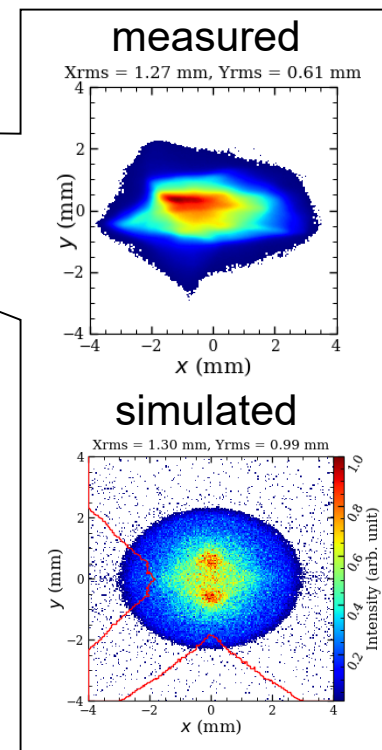 measured
Xrms = 1.27 mm, Yrms = 0.61 mm
4
2
0
−2
−4
y (mm)
−4 −2 0 2 4
x (mm)
simulated
Xrms = 1.30 mm, Yrms = 0.99 mm
4
2
0
−2
−4
y (mm)
−4 −2 0 2 4
x (mm)
1.0
0.8
0.6
0.4
0.2
Intensity (arb. unit)